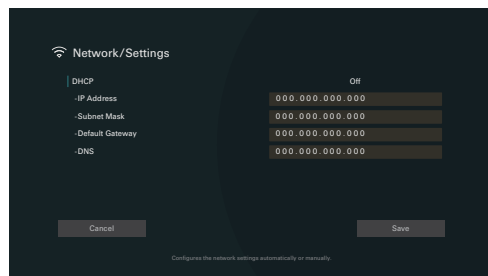 Network/Settings
DHCP Off
-IP Address 000.000.000.000
-Subnet Mask 000.000.000.000
-Default Gateway 000.000.000.000
-DNS 000.000.000.000
Cancel Save
Configures the network settings automatically or manually.